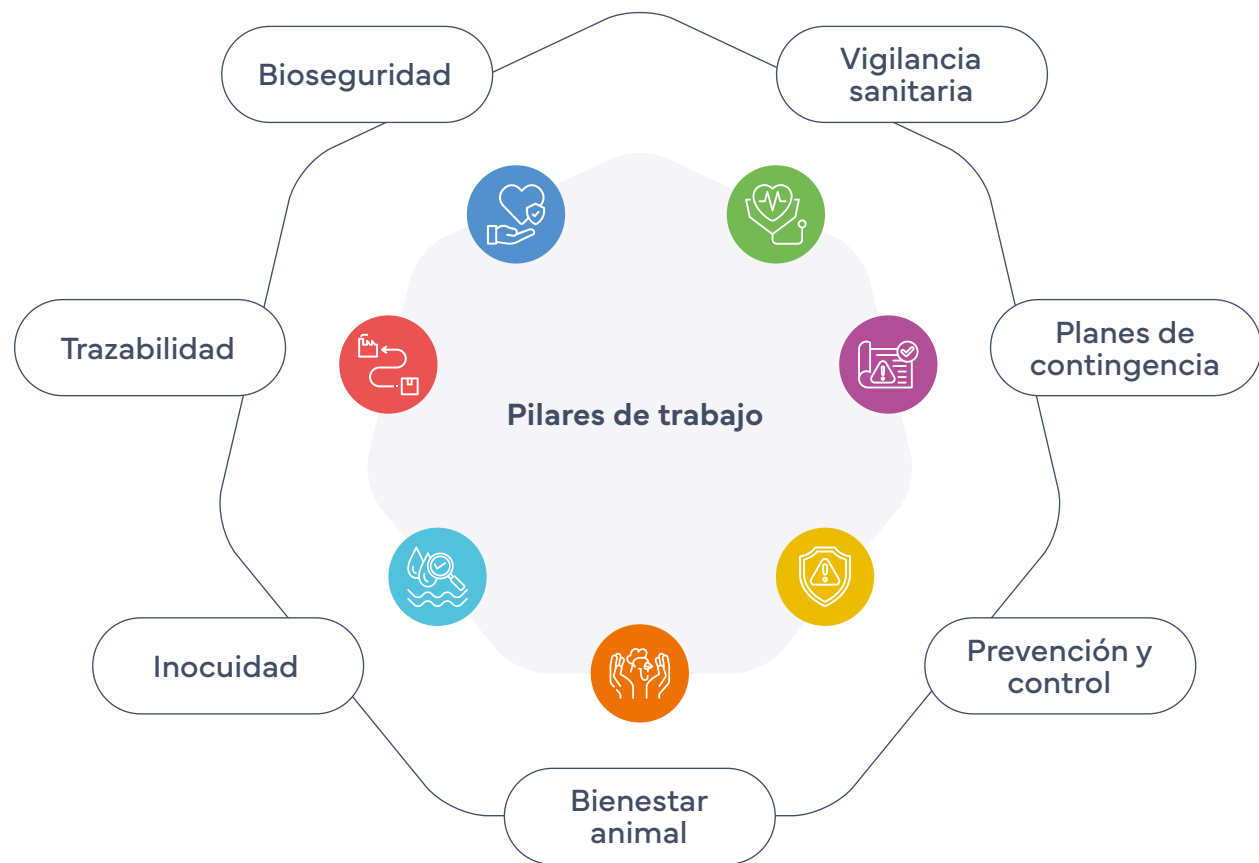 Bioseguridad
Vigilancia
sanitaria
Trazabilidad
Planes de
contingencia
Pilares de trabajo
Inocuidad
Prevención y
control
Bienestar
animal